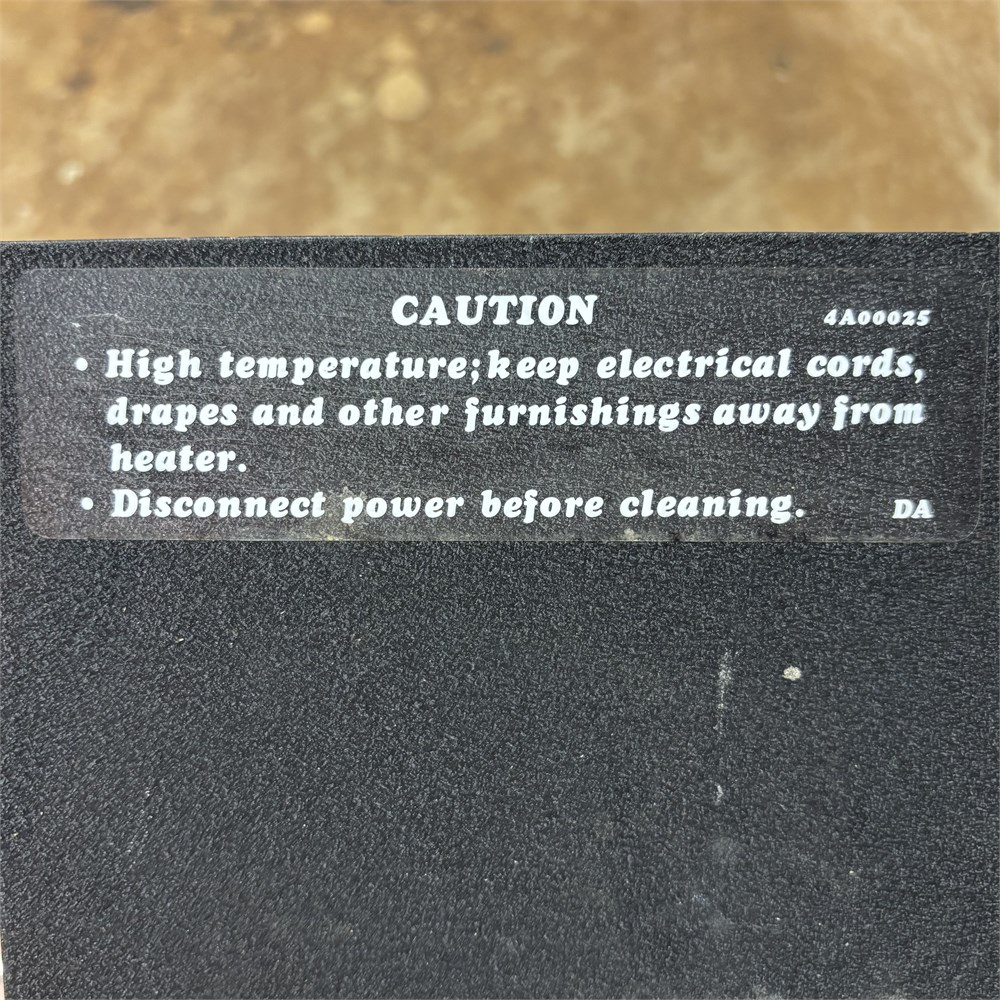 CAUTION 4A00025
• High temperature;keep electrical cords,
drapes and other furnishings away from
heater.
• Disconnect power before cleaning. DA